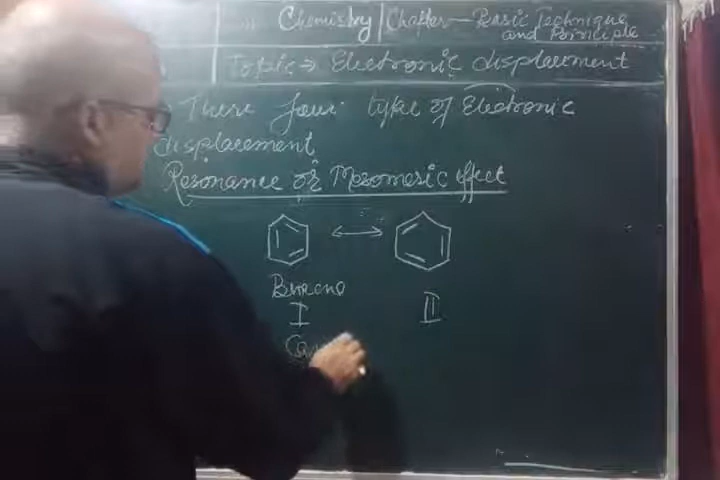 Chemistry | Chapter - Basic Technique
and Principle
Topic → Electronic displacement
These four type of Electronic
displacement
Resonance or Mesomeric effect
Benzene
I II